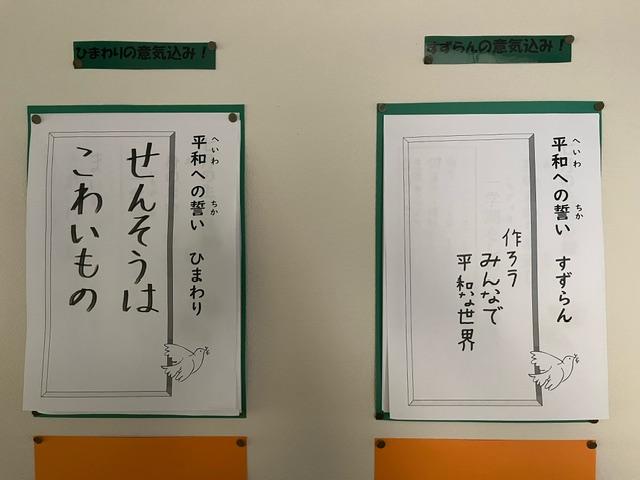 ひまわりの意気込み！
平和への誓い ひまわり
へいわ
ちか
せんそうは
こわいもの
すずらんの意気込み！
平和への誓い すずらん
へいわ
ちか
作ろう
みんなで
平和な世界